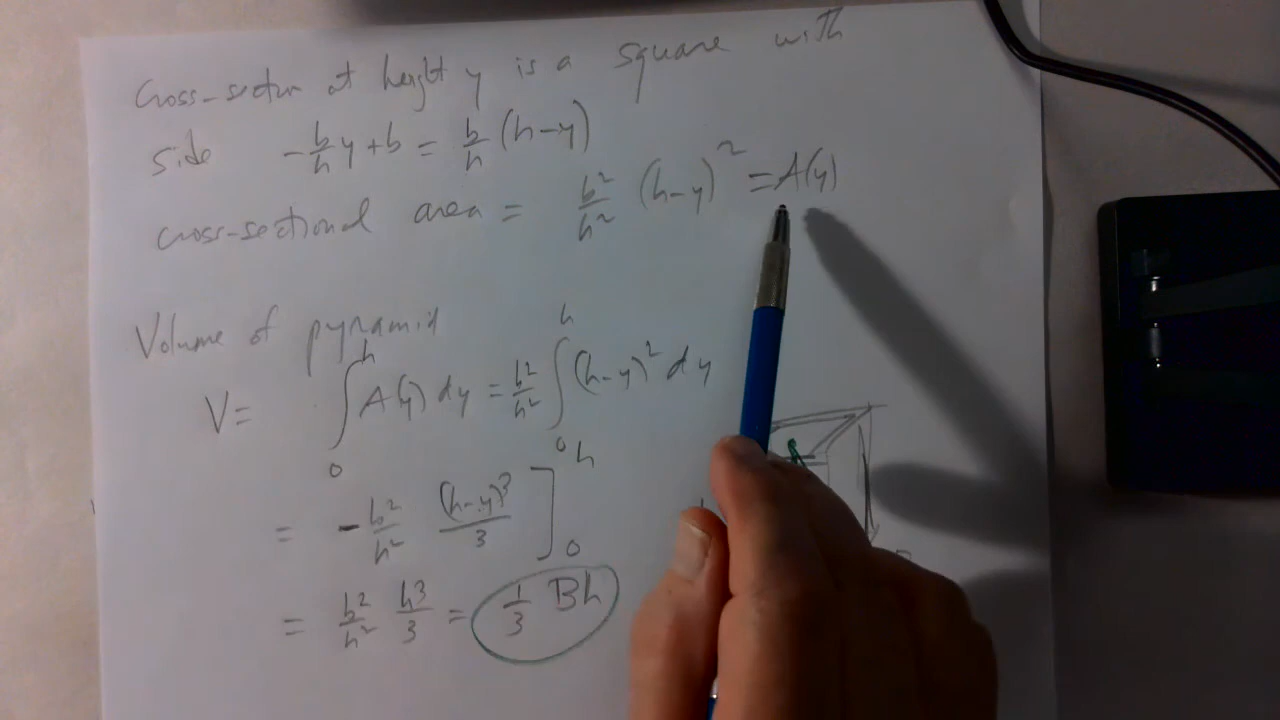 Cross-section at height y is a square with
side -b/h y + b = b/h (h-y)
cross-sectional area = b²/h² (h-y)² = A(y)
Volume of pyramid
V = ∫₀ʰ A(y) dy = b²/h² ∫₀ʰ (h-y)² dy
= -b²/h² (h-y)³/3 ]₀ʰ
= b²/h² h³/3 = 1/3 Bh